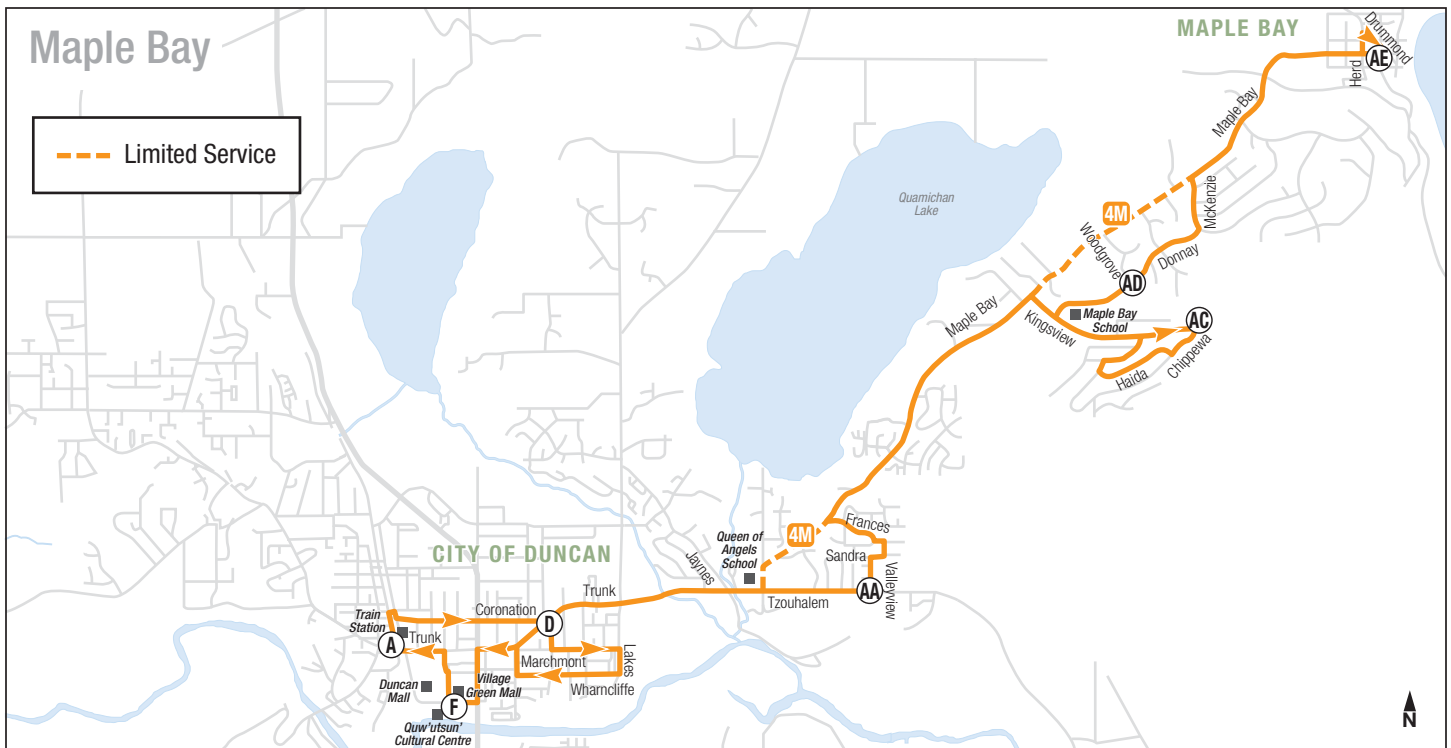 Maple Bay
Limited Service
MAPLE BAY
Drummond
AE
Herd
Maple Bay
Quamichan
Lake
McKenzie
4M
Woodgrove
Donnay
AD
Maple Bay
School
AC
Maple Bay
Kingsview
Chippewa
Haida
Frances
4M
Queen of
Angels
School
Sandra
Valleyview
CITY OF DUNCAN
Jaynes
Trunk
Tzouhalem
AA
Coronation
Train
Station
D
A
Trunk
Marchmont
Lakes
Wharncliffe
Duncan
Mall
Village
Green Mall
F
Quw'utsun'
Cultural Centre
N